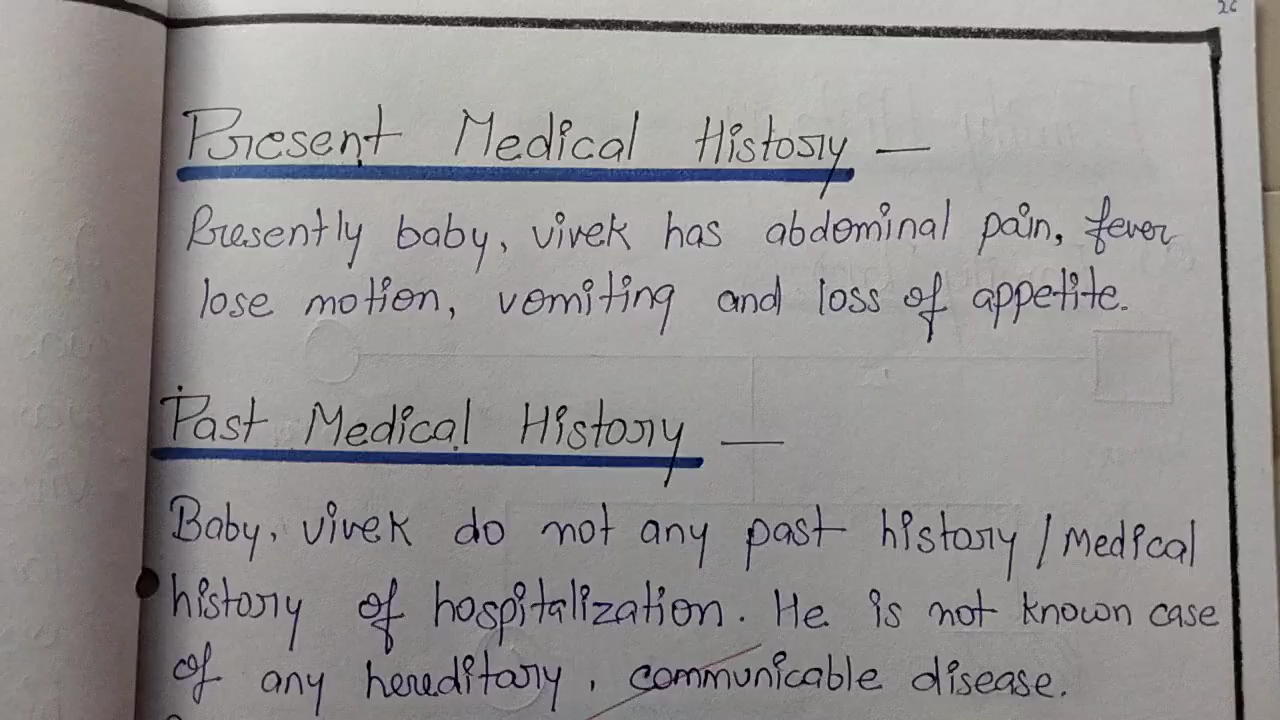 Present Medical History —
Presently baby, vivek has abdominal pain, fever
lose motion, vomiting and loss of appetite.
Past Medical History —
Baby, vivek do not any past history / Medical
history of hospitalization. He is not known case
of any hereditary, communicable disease.